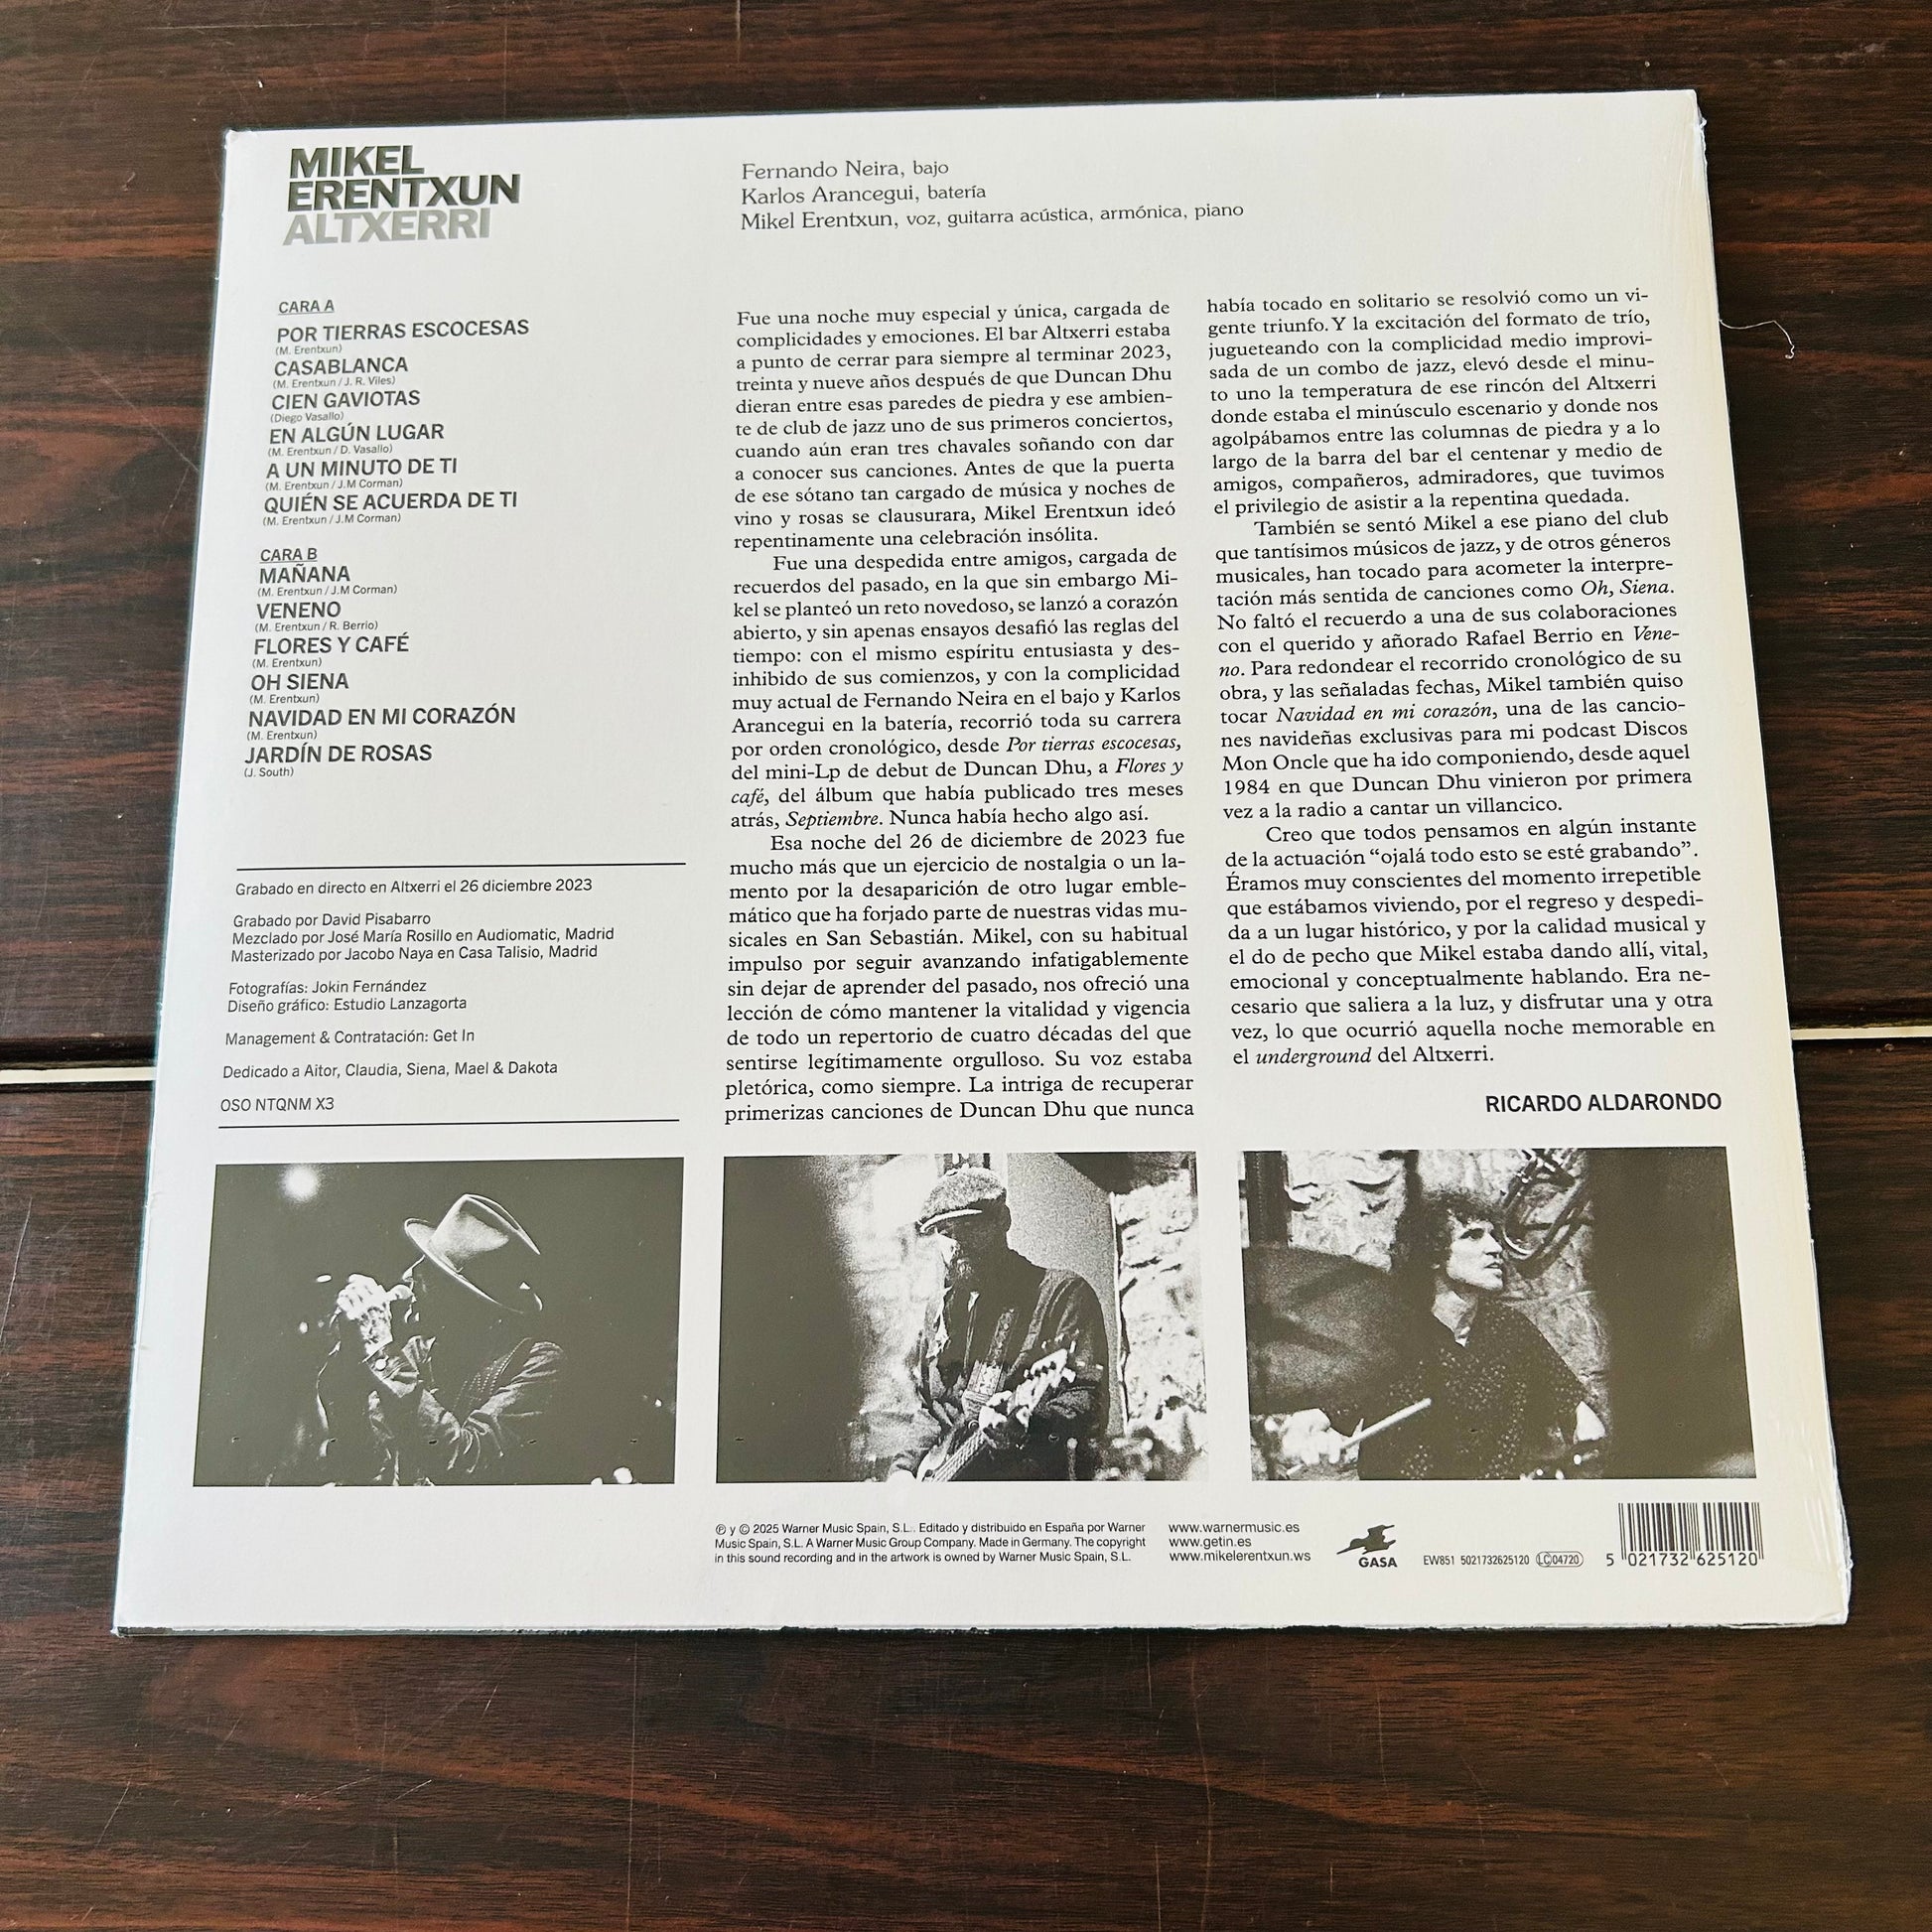 MIKEL
ERENTXUN
ALTXERRI
CARA A
POR TIERRAS ESCOCESAS
(M. Erentxun)
CASABLANCA
(M. Erentxun / J. R. Viles)
CIEN GAVIOTAS
(Diego Vasallo)
EN ALGÚN LUGAR
(M. Erentxun / D. Vasallo)
A UN MINUTO DE TI
(M. Erentxun / J.M Corman)
QUIÉN SE ACUERDA DE TI
(M. Erentxun / J.M Corman)
CARA B
MAÑANA
(M. Erentxun / J.M Corman)
VENENO
(M. Erentxun / R. Berrio)
FLORES Y CAFÉ
(M. Erentxun)
OH SIENA
(M. Erentxun)
NAVIDAD EN MI CORAZÓN
(M. Erentxun)
JARDÍN DE ROSAS
(J. South)
Grabado en directo en Altxerri el 26 diciembre 2023
Grabado por David Pisabarro
Mezclado por José María Rosillo en Audiomatic, Madrid
Masterizado por Jacobo Naya en Casa Talisio, Madrid
Fotografías: Jokin Fernández
Diseño gráfico: Estudio Lanzagorta
Management & Contratación: Get In
Dedicado a Aitor, Claudia, Siena, Mael & Dakota
OSO NTQNM X3
Fernando Neira, bajo
Karlos Arancegui, batería
Mikel Erentxun, voz, guitarra acústica, armónica, piano
Fue una noche muy especial y única, cargada de
complicidades y emociones. El bar Altxerri estaba
a punto de cerrar para siempre al terminar 2023,
treinta y nueve años después de que Duncan Dhu
dieran entre esas paredes de piedra y ese ambien-
te de club de jazz uno de sus primeros conciertos,
cuando aún eran tres chavales soñando con dar
a conocer sus canciones. Antes de que la puerta
de ese sótano tan cargado de música y noches de
vino y rosas se clausurara, Mikel Erentxun ideó
repentinamente una celebración insólita.
Fue una despedida entre amigos, cargada de
recuerdos del pasado, en la que sin embargo Mi-
kel se planteó un reto novedoso, se lanzó a corazón
abierto, y sin apenas ensayos desafió las reglas del
tiempo: con el mismo espíritu entusiasta y des-
inhibido de sus comienzos, y con la complicidad
muy actual de Fernando Neira en el bajo y Karlos
Arancegui en la batería, recorrió toda su carrera
por orden cronológico, desde Por tierras escocesas,
del mini-Lp de debut de Duncan Dhu, a Flores y
café, del álbum que había publicado tres meses
atrás, Septiembre. Nunca había hecho algo así.
Esa noche del 26 de diciembre de 2023 fue
mucho más que un ejercicio de nostalgia o un la-
mento por la desaparición de otro lugar emble-
mático que ha forjado parte de nuestras vidas mu-
sicales en San Sebastián. Mikel, con su habitual
impulso por seguir avanzando infatigablemente
sin dejar de aprender del pasado, nos ofreció una
lección de cómo mantener la vitalidad y vigencia
de todo un repertorio de cuatro décadas del que
sentirse legítimamente orgulloso. Su voz estaba
pletórica, como siempre. La intriga de recuperar
primerizas canciones de Duncan Dhu que nunca
había tocado en solitario se resolvió como un vi-
gente triunfo. Y la excitación del formato de trío,
jugueteando con la complicidad medio improvi-
sada de un combo de jazz, elevó desde el minu-
to uno la temperatura de ese rincón del Altxerri
donde estaba el minúsculo escenario y donde nos
agolpábamos entre las columnas de piedra y a lo
largo de la barra del bar el centenar y medio de
amigos, compañeros, admiradores, que tuvimos
el privilegio de asistir a la repentina quedada.
También se sentó Mikel a ese piano del club
que tantísimos músicos de jazz, y de otros géneros
musicales, han tocado para acometer la interpre-
tación más sentida de canciones como Oh, Siena.
No faltó el recuerdo a una de sus colaboraciones
con el querido y añorado Rafael Berrio en Vene-
no. Para redondear el recorrido cronológico de su
obra, y las señaladas fechas, Mikel también quiso
tocar Navidad en mi corazón, una de las cancio-
nes navideñas exclusivas para mi podcast Discos
Mon Oncle que ha ido componiendo, desde aquel
1984 en que Duncan Dhu vinieron por primera
vez a la radio a cantar un villancico.
Creo que todos pensamos en algún instante
de la actuación “ojalá todo esto se esté grabando”.
Éramos muy conscientes del momento irrepetible
que estábamos viviendo, por el regreso y despedi-
da a un lugar histórico, y por la calidad musical y
el do de pecho que Mikel estaba dando allí, vital,
emocional y conceptualmente hablando. Era ne-
cesario que saliera a la luz, y disfrutar una y otra
vez, lo que ocurrió aquella noche memorable en
el underground del Altxerri.
RICARDO ALDARONDO
℗ y © 2025 Warner Music Spain, S.L.. Editado y distribuido en España por Warner
Music Spain, S.L. A Warner Music Group Company. Made in Germany. The copyright
in this sound recording and in the artwork is owned by Warner Music Spain, S.L.
www.warnermusic.es
www.getin.es
www.mikelerentxun.ws
GASA
EW851 5021732625120 LC 04720
5 021732 625120